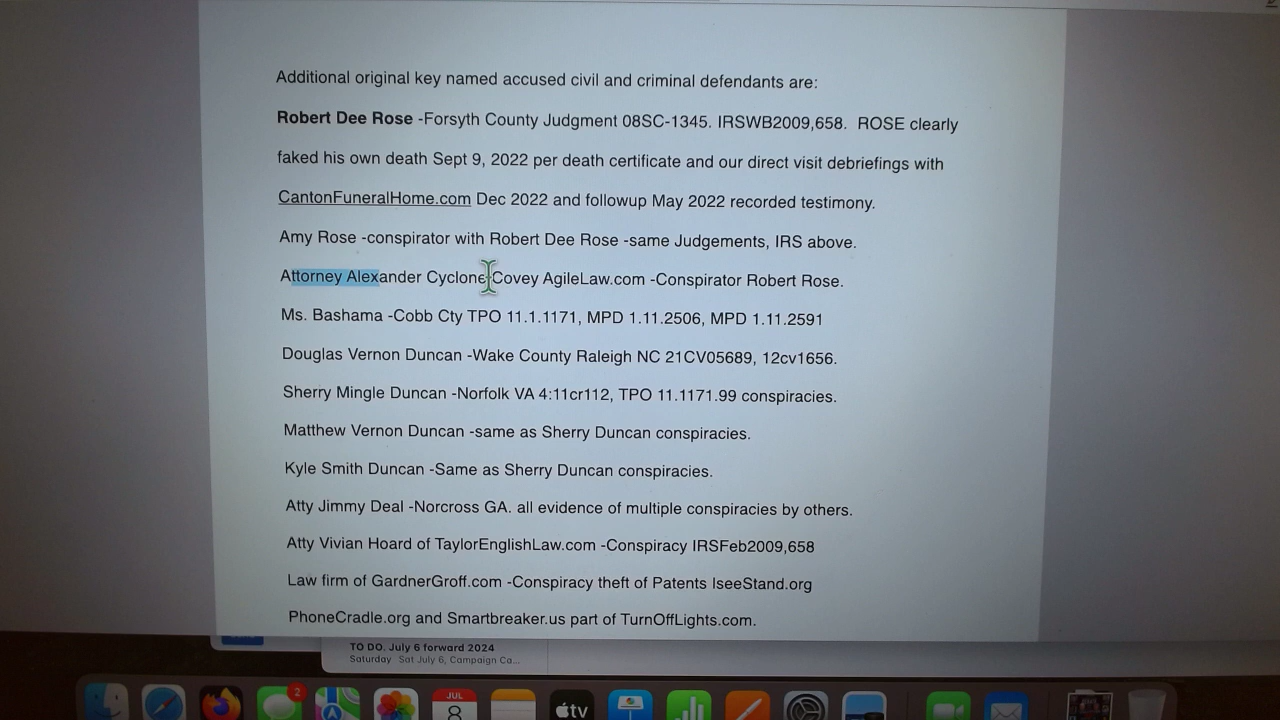 Additional original key named accused civil and criminal defendants are:
Robert Dee Rose -Forsyth County Judgment 08SC-1345. IRSWB2009,658. ROSE clearly
faked his own death Sept 9, 2022 per death certificate and our direct visit debriefings with
CantonFuneralHome.com Dec 2022 and followup May 2022 recorded testimony.
Amy Rose -conspirator with Robert Dee Rose -same Judgements, IRS above.
Attorney Alexander Cyclone Covey AgileLaw.com -Conspirator Robert Rose.
Ms. Bashama -Cobb Cty TPO 11.1.1171, MPD 1.11.2506, MPD 1.11.2591
Douglas Vernon Duncan -Wake County Raleigh NC 21CV05689, 12cv1656.
Sherry Mingle Duncan -Norfolk VA 4:11cr112, TPO 11.1171.99 conspiracies.
Matthew Vernon Duncan -same as Sherry Duncan conspiracies.
Kyle Smith Duncan -Same as Sherry Duncan conspiracies.
Atty Jimmy Deal -Norcross GA. all evidence of multiple conspiracies by others.
Atty Vivian Hoard of TaylorEnglishLaw.com -Conspiracy IRSFeb2009,658
Law firm of GardnerGroff.com -Conspiracy theft of Patents IseeStand.org
PhoneCradle.org and Smartbreaker.us part of TurnOffLights.com.
TO DO. July 6 forward 2024
Saturday Sat July 6, Campaign Ca...
2
JUL
8
tv